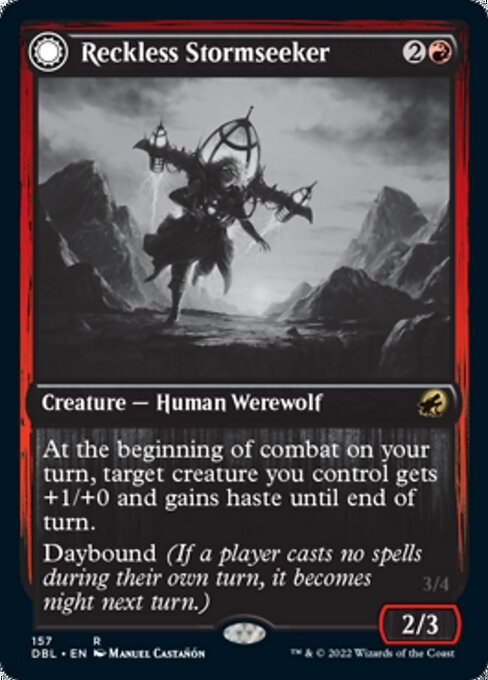 Reckless Stormseeker 2
Creature — Human Werewolf
At the beginning of combat on your
turn, target creature you control gets
+1/+0 and gains haste until end of
turn.
Daybound (If a player casts no spells
during their own turn, it becomes
night next turn.)
3/4
2/3
157 R
DBL • EN Manuel Castañón
™ & © 2022 Wizards of the Coast